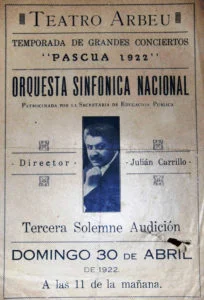 TEATRO ARBEU
TEMPORADA DE GRANDES CONCIERTOS
"PASCUA 1922"
ORQUESTA SINFONICA NACIONAL
PATROCINADA POR LA SECRETARIA DE EDUCACION PUBLICA
- Director - Julián Carrillo -
Tercera Solemne Audición
DOMINGO 30 DE ABRIL
DE 1922
A las 11 de la mañana.